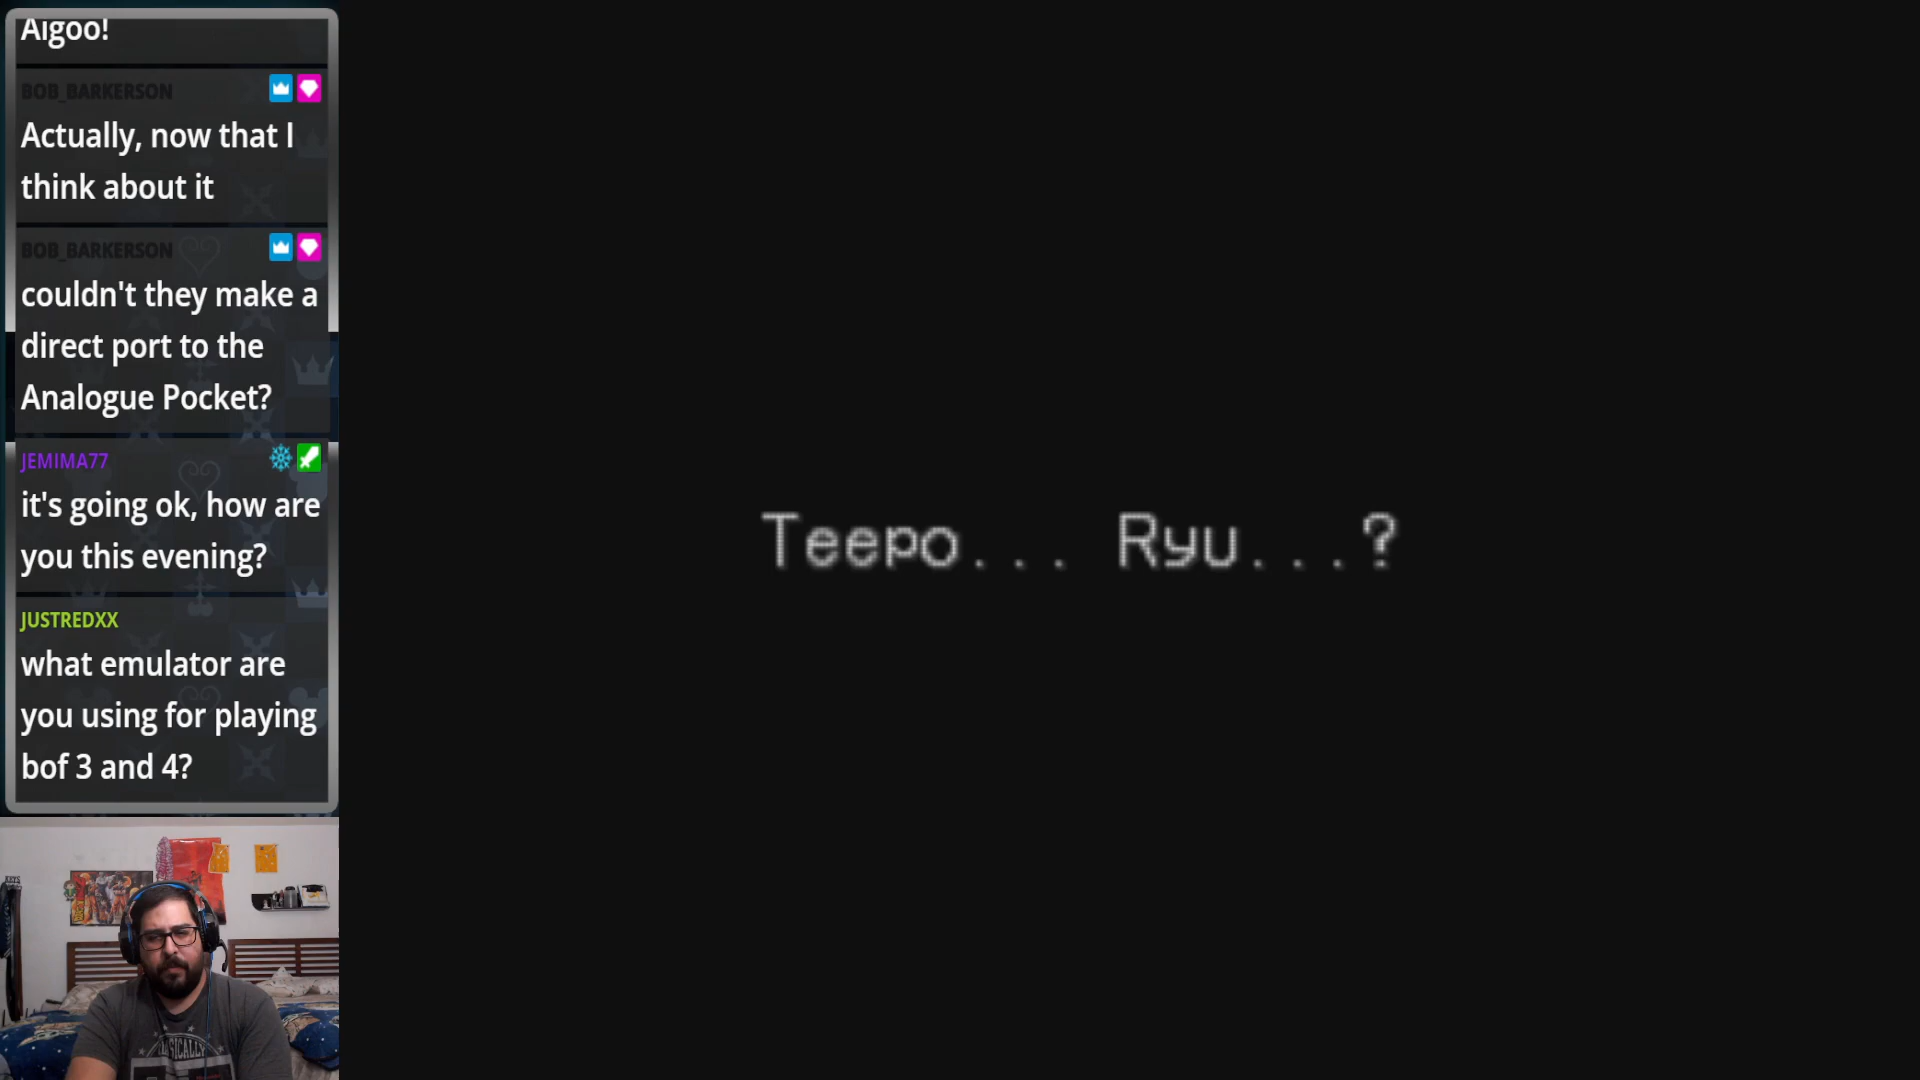 Aigoo!
BOB_BARKERSON
Actually, now that I
think about it
BOB_BARKERSON
couldn't they make a
direct port to the
Analogue Pocket?
JEMIMA77
it's going ok, how are
you this evening?
JUSTREDXX
what emulator are
you using for playing
bof 3 and 4?
Teepo... Ryu...?